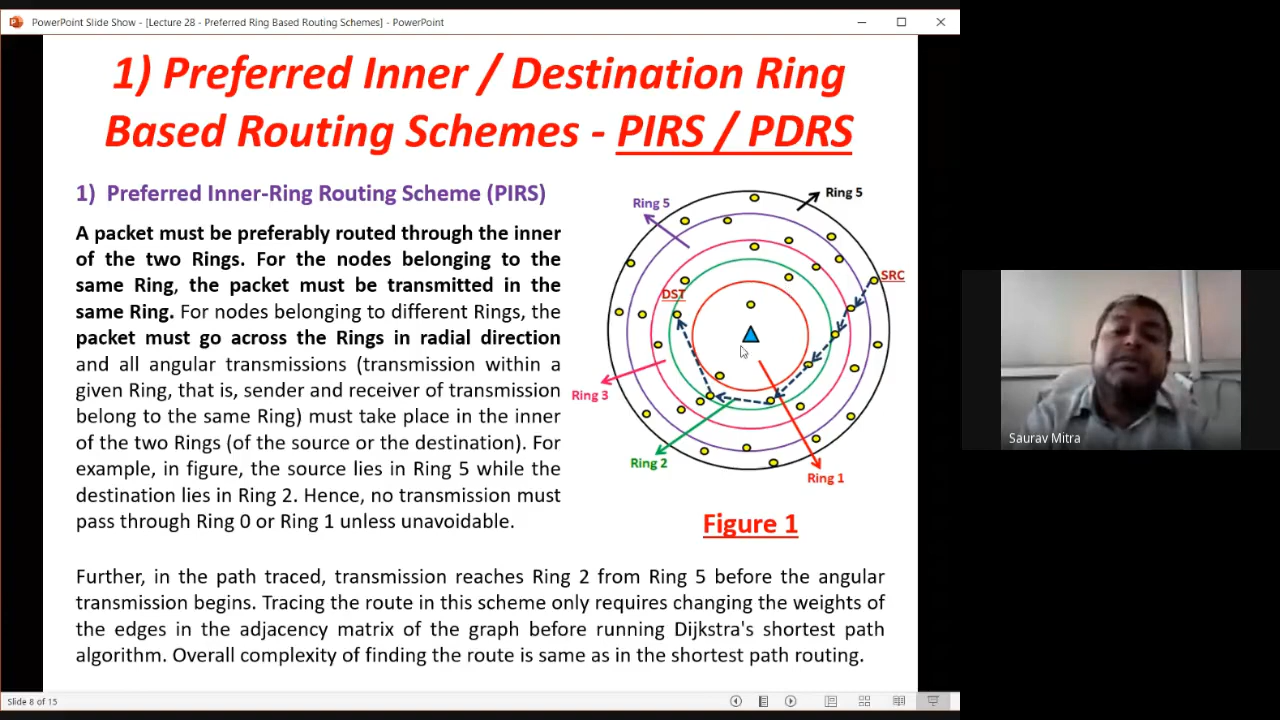 PowerPoint Slide Show - [Lecture 28 - Preferred Ring Based Routing Schemes] - PowerPoint
1) Preferred Inner / Destination Ring
Based Routing Schemes - PIRS / PDRS
1) Preferred Inner-Ring Routing Scheme (PIRS)
A packet must be preferably routed through the inner
of the two Rings. For the nodes belonging to the
same Ring, the packet must be transmitted in the
same Ring. For nodes belonging to different Rings, the
packet must go across the Rings in radial direction
and all angular transmissions (transmission within a
given Ring, that is, sender and receiver of transmission
belong to the same Ring) must take place in the inner
of the two Rings (of the source or the destination). For
example, in figure, the source lies in Ring 5 while the
destination lies in Ring 2. Hence, no transmission must
pass through Ring 0 or Ring 1 unless unavoidable.
Ring 5
Ring 5
SRC
DST
Ring 3
Ring 2
Ring 1
Figure 1
Further, in the path traced, transmission reaches Ring 2 from Ring 5 before the angular
transmission begins. Tracing the route in this scheme only requires changing the weights of
the edges in the adjacency matrix of the graph before running Dijkstra's shortest path
algorithm. Overall complexity of finding the route is same as in the shortest path routing.
Saurav Mitra
Slide 8 of 15